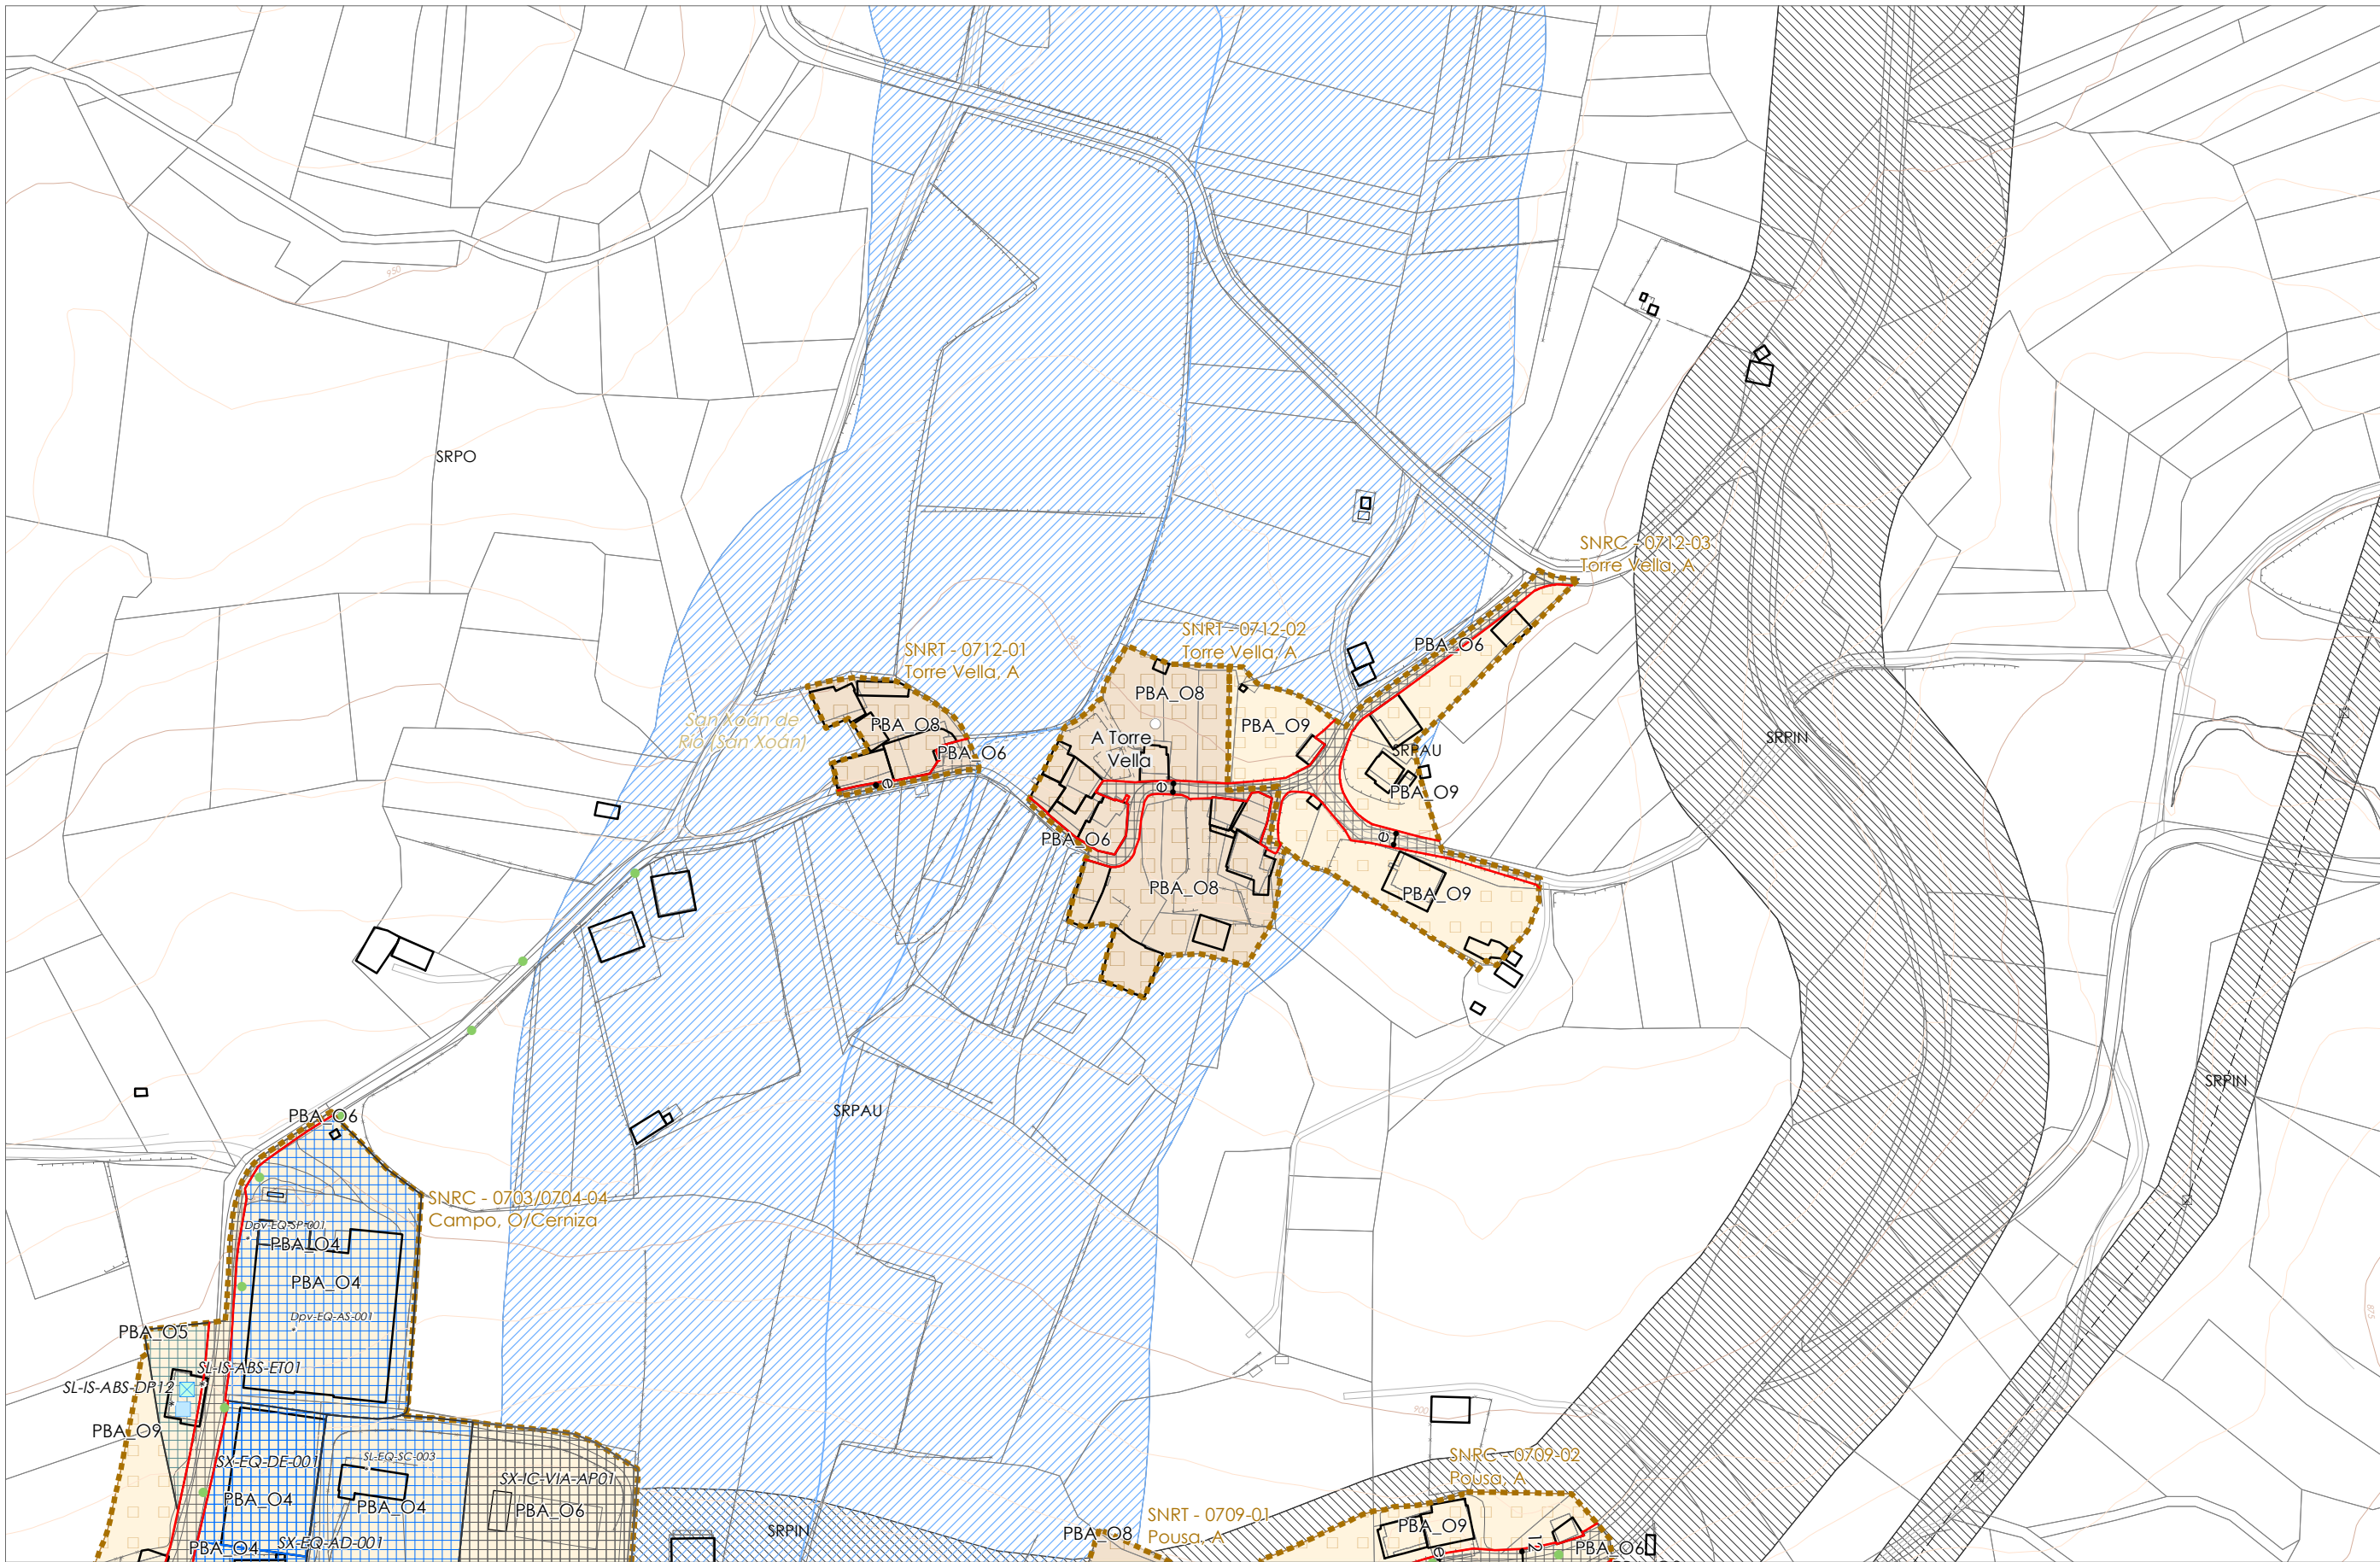 950
SRPO
SNRC - 0712-03
Torre Vella, A
SNRT - 0712-02
Torre Vella, A
PBA_O6
SNRT - 0712-01
Torre Vella, A
PBA_O8
PBA_O8
PBA_O9
San Xoán de
Río (San Xoán)
PBA_O6
A Torre
Vella
SRPAU
SRPIN
e
e
PBA_O9
PBA_O6
e
PBA_O8
PBA_O9
SRPIN
SRPAU
PBA_O6
SNRC - 0703/0704-04
Campo, O/Cerniza
Dpv-EQ-SP-001
PBA_O4
PBA_O4
Dpv-EQ-AS-001
PBA_O5
875
SL-IS-ABS-ET01
SL-IS-ABS-DP12
*
*
900
PBA_O9
SX-EQ-DE-001
SL-EQ-SC-003
SX-IC-VIA-AP01
SNRC - 0709-02
Pousa, A
PBA_O4
PBA_O4
PBA_O6
SNRT - 0709-01
Pousa, A
SRPIN
PBA_O8
PBA_O9
SX-EQ-AD-001
PBA_O4
e
12
PBA_O6